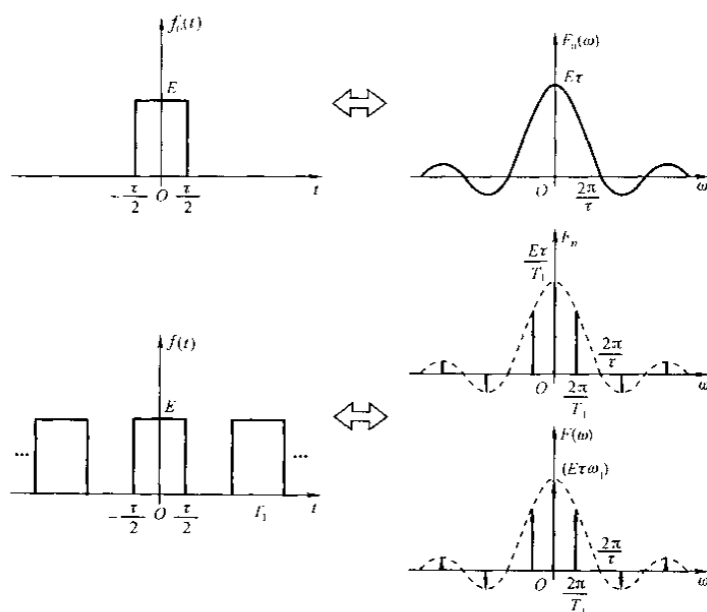 f₀(t)
E
-τ/2 O τ/2 t
F₀(ω)
Eτ
O 2π/τ ω
Fₙ
Eτ/T₁
2π/τ
O 2π/T₁ ω
f(t)
E
... ...
-τ/2 O τ/2 T₁ t
F(ω)
(Eτω₁)
2π/τ
O 2π/T₁ ω